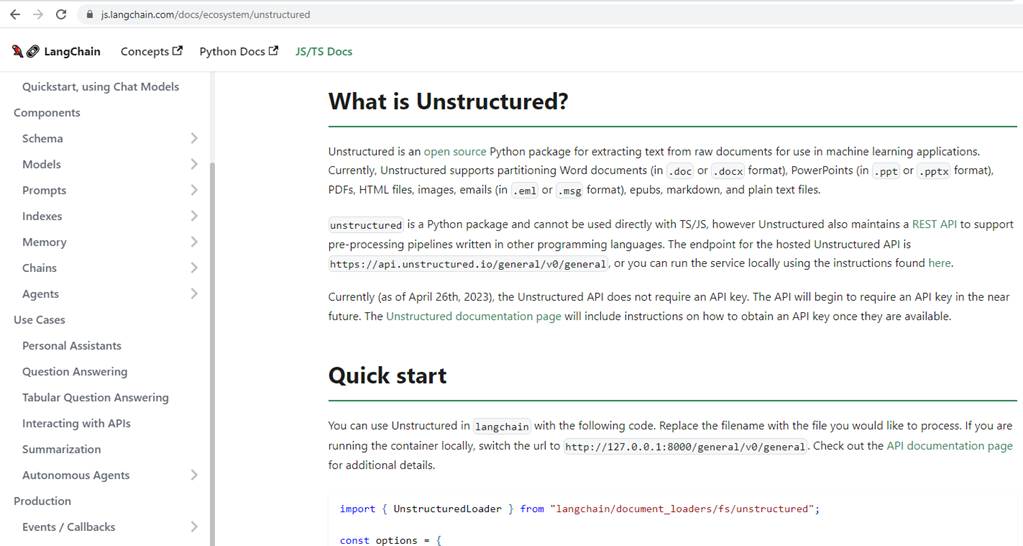 js.langchain.com/docs/ecosystem/unstructured
LangChain Concepts Python Docs JS/TS Docs
Quickstart, using Chat Models
Components
Schema
Models
Prompts
Indexes
Memory
Chains
Agents
Use Cases
Personal Assistants
Question Answering
Tabular Question Answering
Interacting with APIs
Summarization
Autonomous Agents
Production
Events / Callbacks
What is Unstructured?
Unstructured is an open source Python package for extracting text from raw documents for use in machine learning applications.
Currently, Unstructured supports partitioning Word documents (in .doc or .docx format), PowerPoints (in .ppt or .pptx format),
PDFs, HTML files, images, emails (in .eml or .msg format), epubs, markdown, and plain text files.
unstructured is a Python package and cannot be used directly with TS/JS, however Unstructured also maintains a REST API to support
pre-processing pipelines written in other programming languages. The endpoint for the hosted Unstructured API is
https://api.unstructured.io/general/v0/general, or you can run the service locally using the instructions found here.
Currently (as of April 26th, 2023), the Unstructured API does not require an API key. The API will begin to require an API key in the near
future. The Unstructured documentation page will include instructions on how to obtain an API key once they are available.
Quick start
You can use Unstructured in langchain with the following code. Replace the filename with the file you would like to process. If you are
running the container locally, switch the url to http://127.0.0.1:8000/general/v0/general. Check out the API documentation page
for additional details.
import { UnstructuredLoader } from "langchain/document_loaders/fs/unstructured";
const options = {